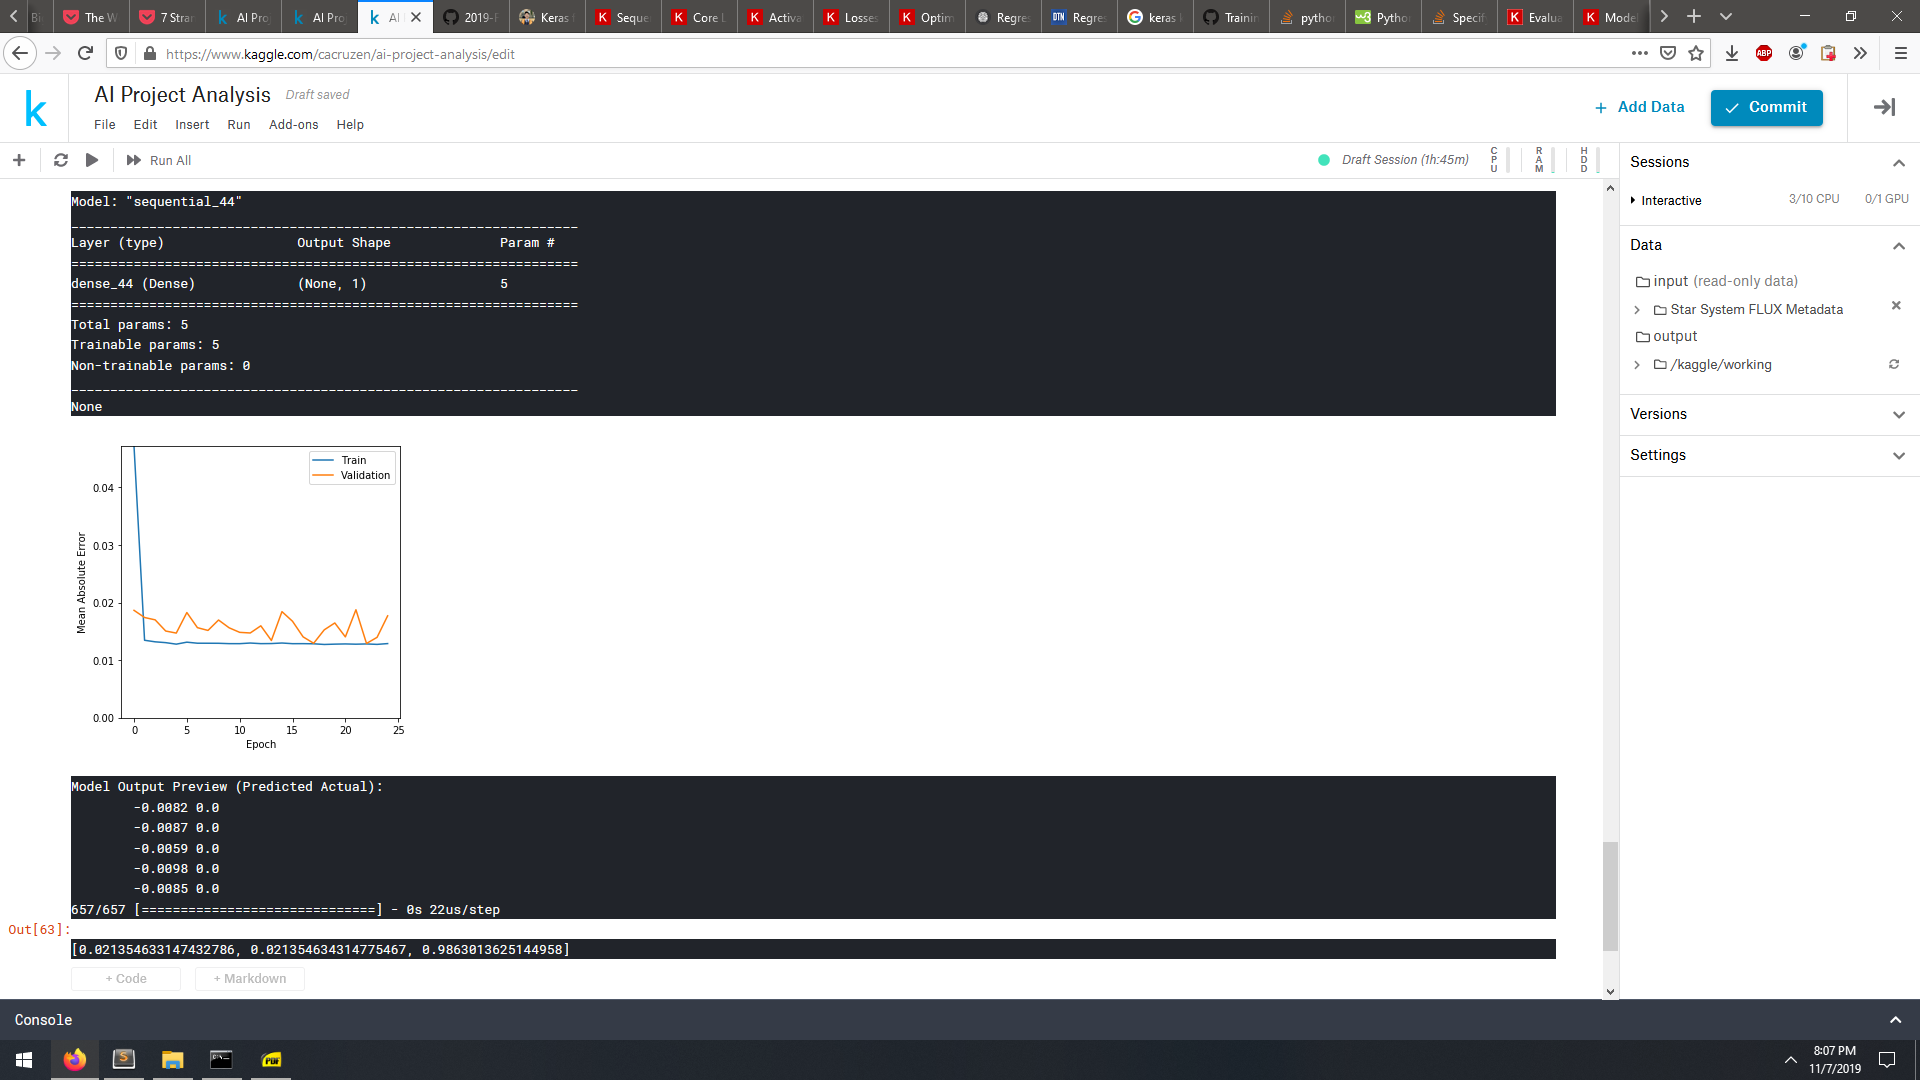 The W
7 Stran
AI Proj
AI Proj
AI
2019-F
Keras
Seque
Core L
Activa
Losses
Optim
Regres
Regres
keras
Trainin
pytho
Pytho
Specif
Evalua
Model
https://www.kaggle.com/cacruzen/ai-project-analysis/edit
AI Project Analysis Draft saved
File Edit Insert Run Add-ons Help
+ Add Data
Commit
Run All
Draft Session (1h:45m)
CPU
RAM
HDD
Model: "sequential_44"
_________________________________________________________________
Layer (type) Output Shape Param #
=================================================================
dense_44 (Dense) (None, 1) 5
=================================================================
Total params: 5
Trainable params: 5
Non-trainable params: 0
_________________________________________________________________
None
Train
Validation
0.04
0.03
0.02
0.01
0.00
Mean Absolute Error
0 5 10 15 20 25
Epoch
Model Output Preview (Predicted Actual):
-0.0082 0.0
-0.0087 0.0
-0.0059 0.0
-0.0098 0.0
-0.0085 0.0
657/657 [==============================] - 0s 22us/step
Out[63]:
[0.021354633147432786, 0.021354634314775467, 0.9863013625144958]
+ Code + Markdown
Sessions
Interactive 3/10 CPU 0/1 GPU
Data
input (read-only data)
Star System FLUX Metadata
output
/kaggle/working
Versions
Settings
Console
8:07 PM
11/7/2019